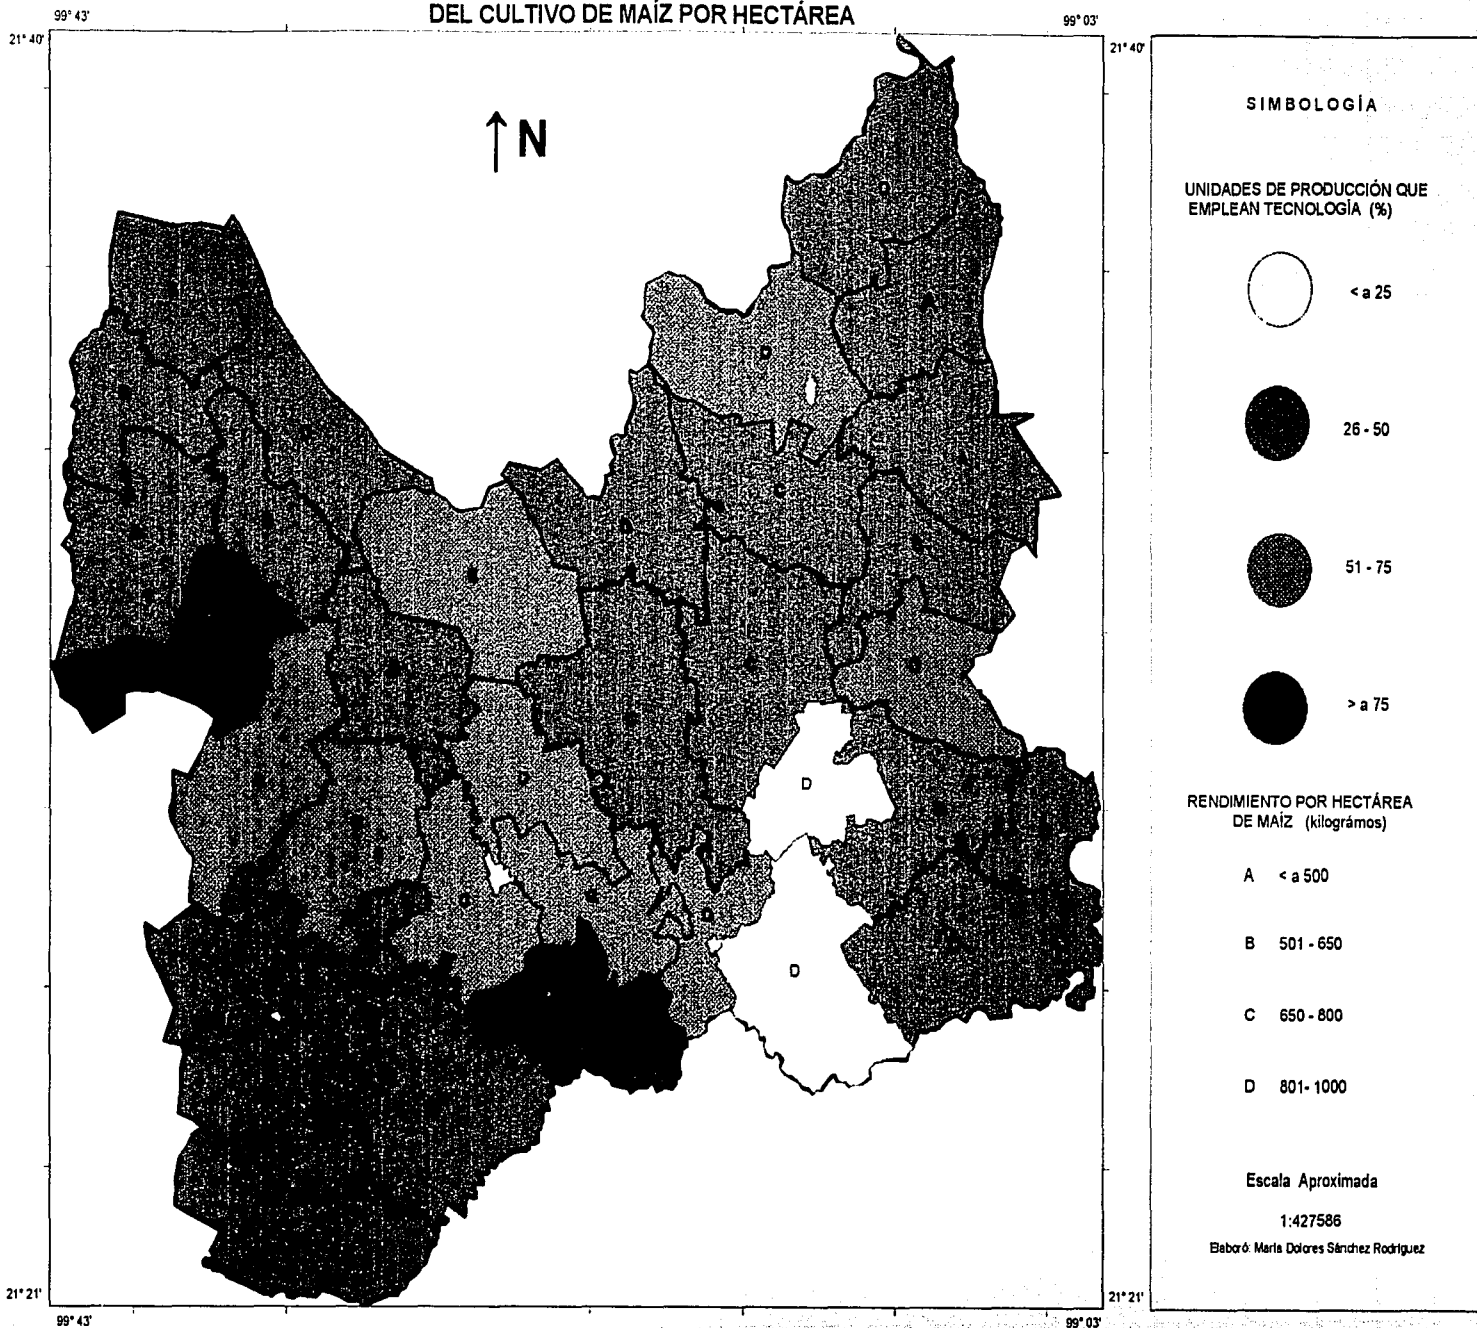 DEL CULTIVO DE MAÍZ POR HECTÁREA
99° 43'
99° 03'
21° 40'
21° 40'
N
D
A
D
C
C
D
D
C
C
D
21° 21'
21° 21'
99° 43'
99° 03'
SIMBOLOGÍA
UNIDADES DE PRODUCCIÓN QUE
EMPLEAN TECNOLOGÍA (%)
< a 25
26 - 50
51 - 75
> a 75
RENDIMIENTO POR HECTÁREA
DE MAÍZ (kilográmos)
A < a 500
B 501 - 650
C 650 - 800
D 801- 1000
Escala Aproximada
1:427586
Elaboró: María Dolores Sánchez Rodríguez